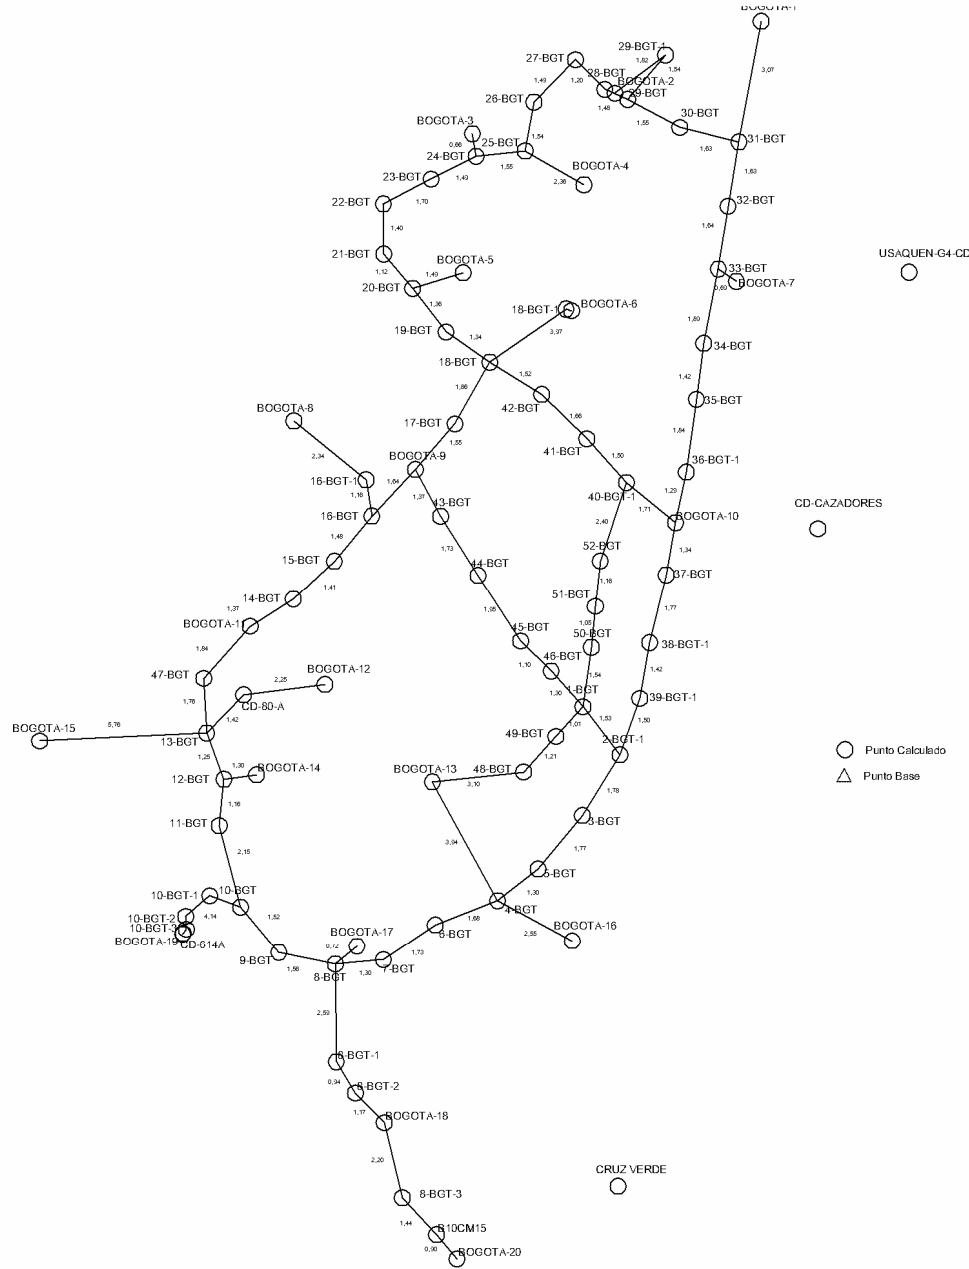 BOGOTA-1
3,07
27-BGT
29-BGT-1
1,82
1,54
28-BGT
BOGOTA-2
29-BGT
1,49
1,20
1,48
26-BGT
1,55
30-BGT
1,63
31-BGT
BOGOTA-3
0,66
24-BGT
25-BGT
1,54
1,55
BOGOTA-4
2,36
23-BGT
1,49
1,70
22-BGT
1,63
32-BGT
1,40
1,64
21-BGT
1,12
BOGOTA-5
1,49
20-BGT
33-BGT
0,69
BOGOTA-7
USAQUEN-G4-CD
1,36
19-BGT
1,34
18-BGT-1
BOGOTA-6
3,97
1,89
34-BGT
18-BGT
1,86
1,52
42-BGT
1,42
35-BGT
BOGOTA-8
17-BGT
1,55
1,66
41-BGT
1,84
2,34
BOGOTA-9
1,50
36-BGT-1
16-BGT-1
1,16
1,64
1,37
40-BGT-1
1,29
1,71
BOGOTA-10
CD-CAZADORES
16-BGT
43-BGT
1,48
1,73
2,40
1,34
15-BGT
44-BGT
52-BGT
37-BGT
1,41
1,16
14-BGT
1,37
51-BGT
1,77
BOGOTA-11
1,95
1,05
45-BGT
50-BGT
38-BGT-1
1,84
1,10
46-BGT
1,42
47-BGT
BOGOTA-12
2,25
1,30
1,54
1-BGT
39-BGT-1
CD-80-A
1,76
1,42
1,01
1,53
1,50
BOGOTA-15
5,76
13-BGT
49-BGT
2-BGT-1
Punto Calculado
1,25
1,30
BOGOTA-14
12-BGT
1,21
BOGOTA-13
48-BGT
3,10
Punto Base
1,16
1,78
11-BGT
3-BGT
2,15
3,94
1,77
5-BGT
10-BGT-1
10-BGT
1,30
4-BGT
10-BGT-2
4,14
1,52
1,68
10-BGT-3
BOGOTA-19
CD-614A
6-BGT
2,55
BOGOTA-16
BOGOTA-17
0,72
9-BGT
1,56
8-BGT
1,30
1,73
7-BGT
2,59
8-BGT-1
0,94
8-BGT-2
1,17
BOGOTA-18
2,20
CRUZ VERDE
8-BGT-3
1,44
B10CM15
0,90
BOGOTA-20